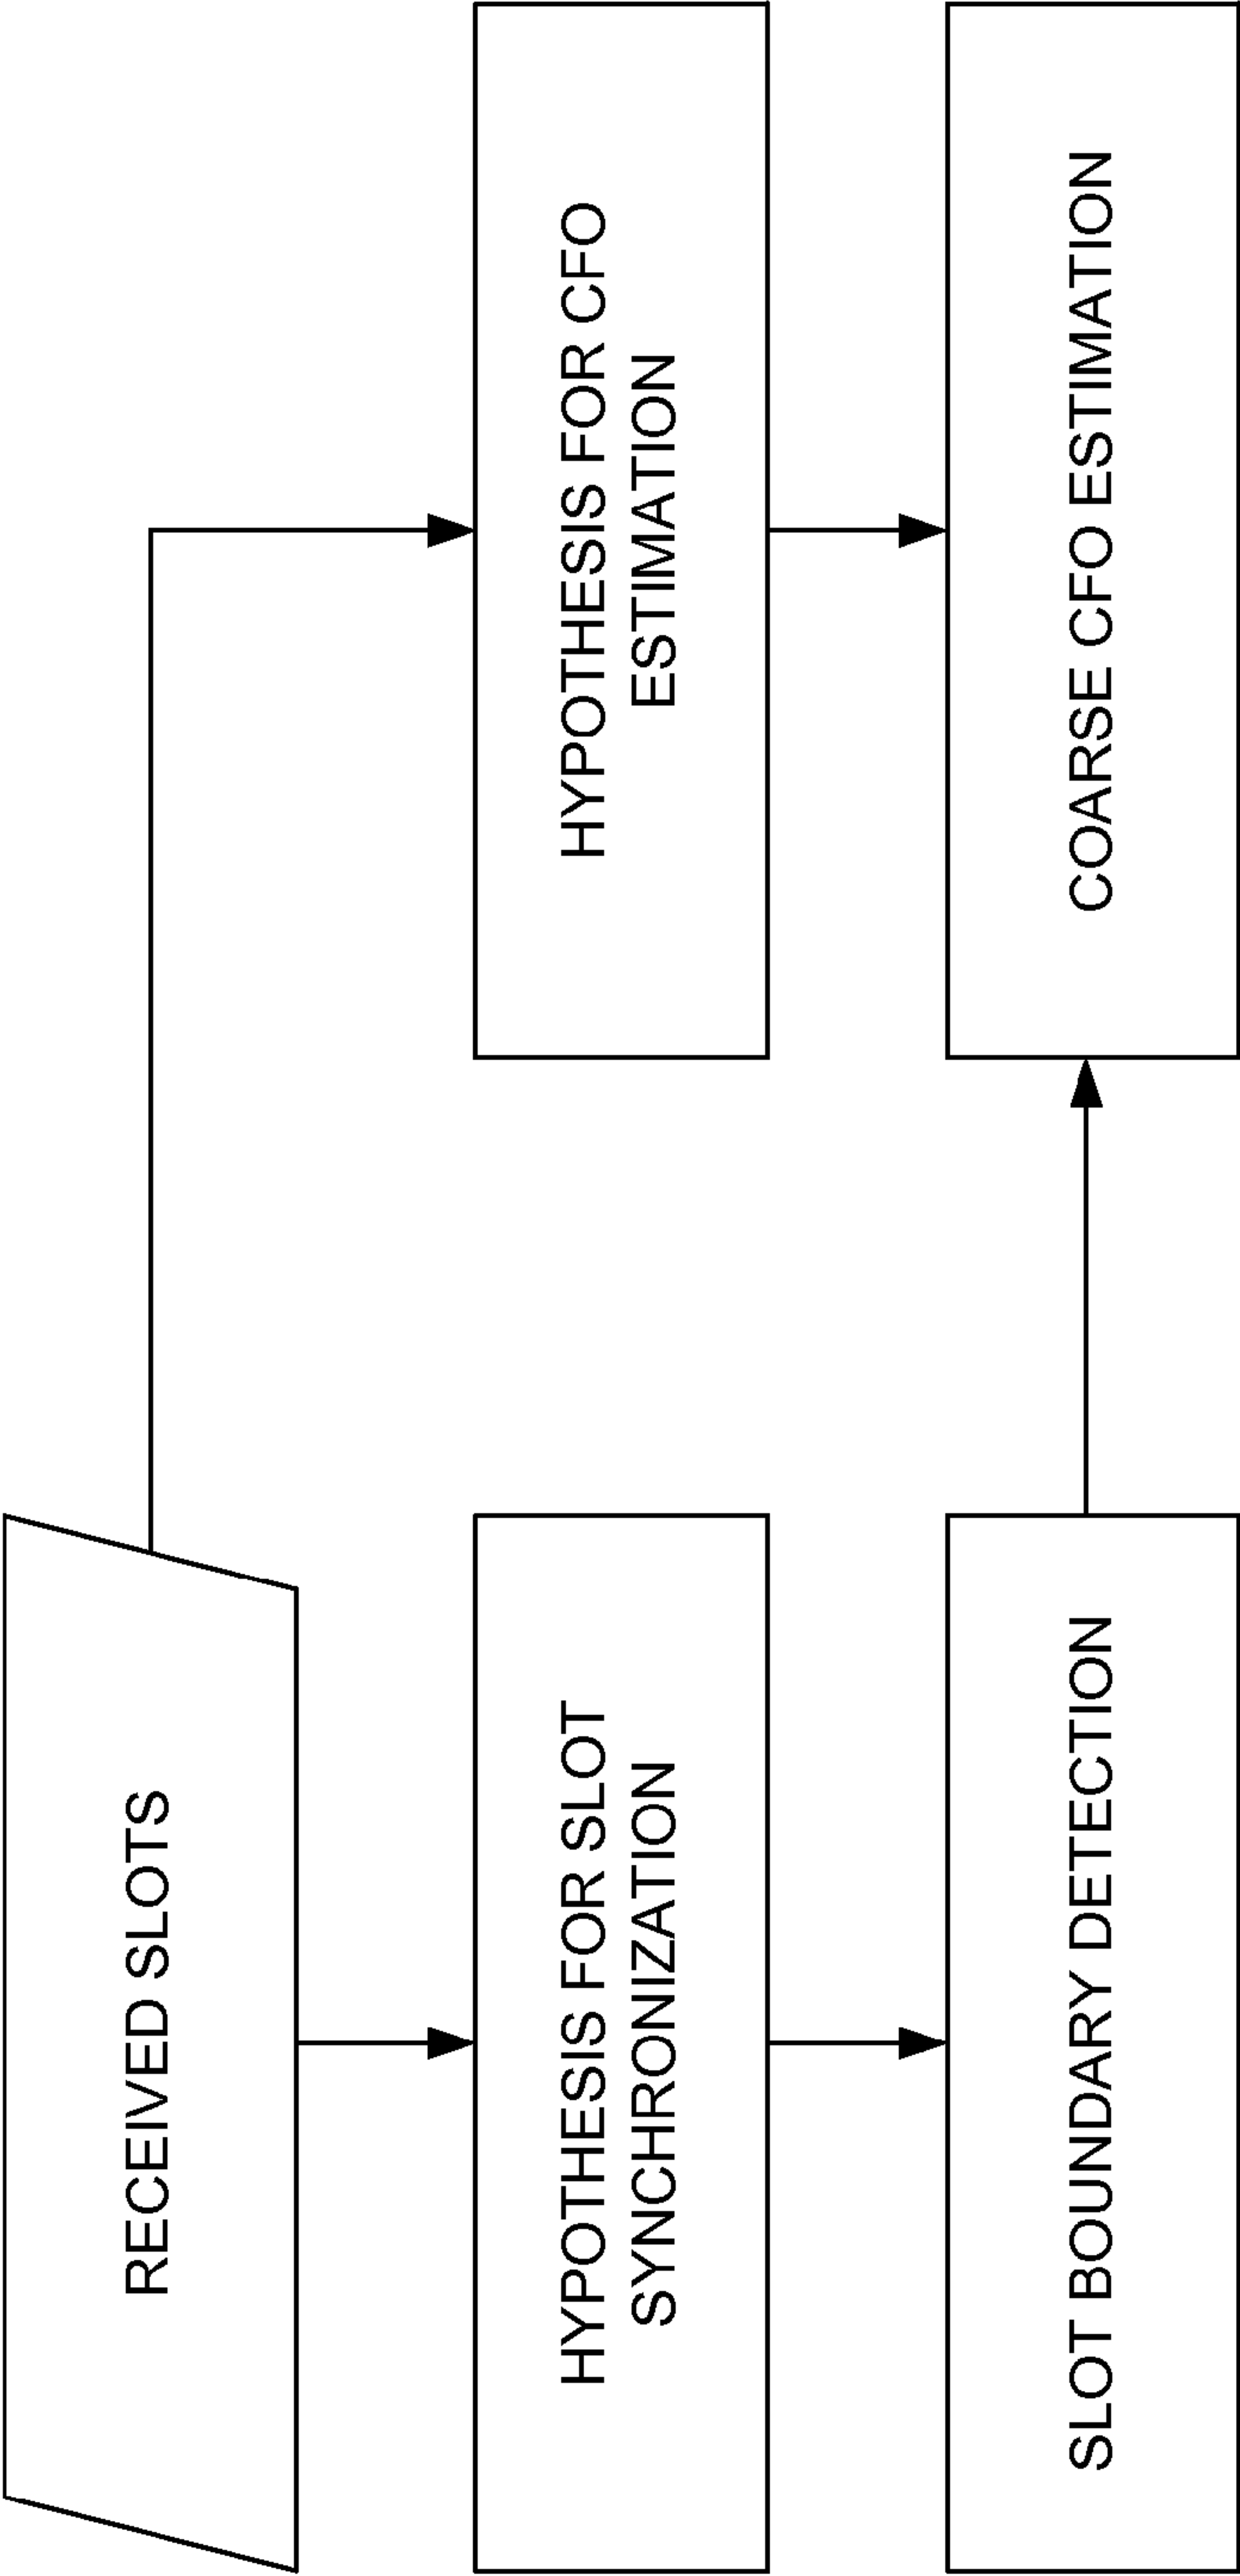 RECEIVED SLOTS
HYPOTHESIS FOR SLOT
SYNCHRONIZATION
HYPOTHESIS FOR CFO
ESTIMATION
SLOT BOUNDARY DETECTION
COARSE CFO ESTIMATION